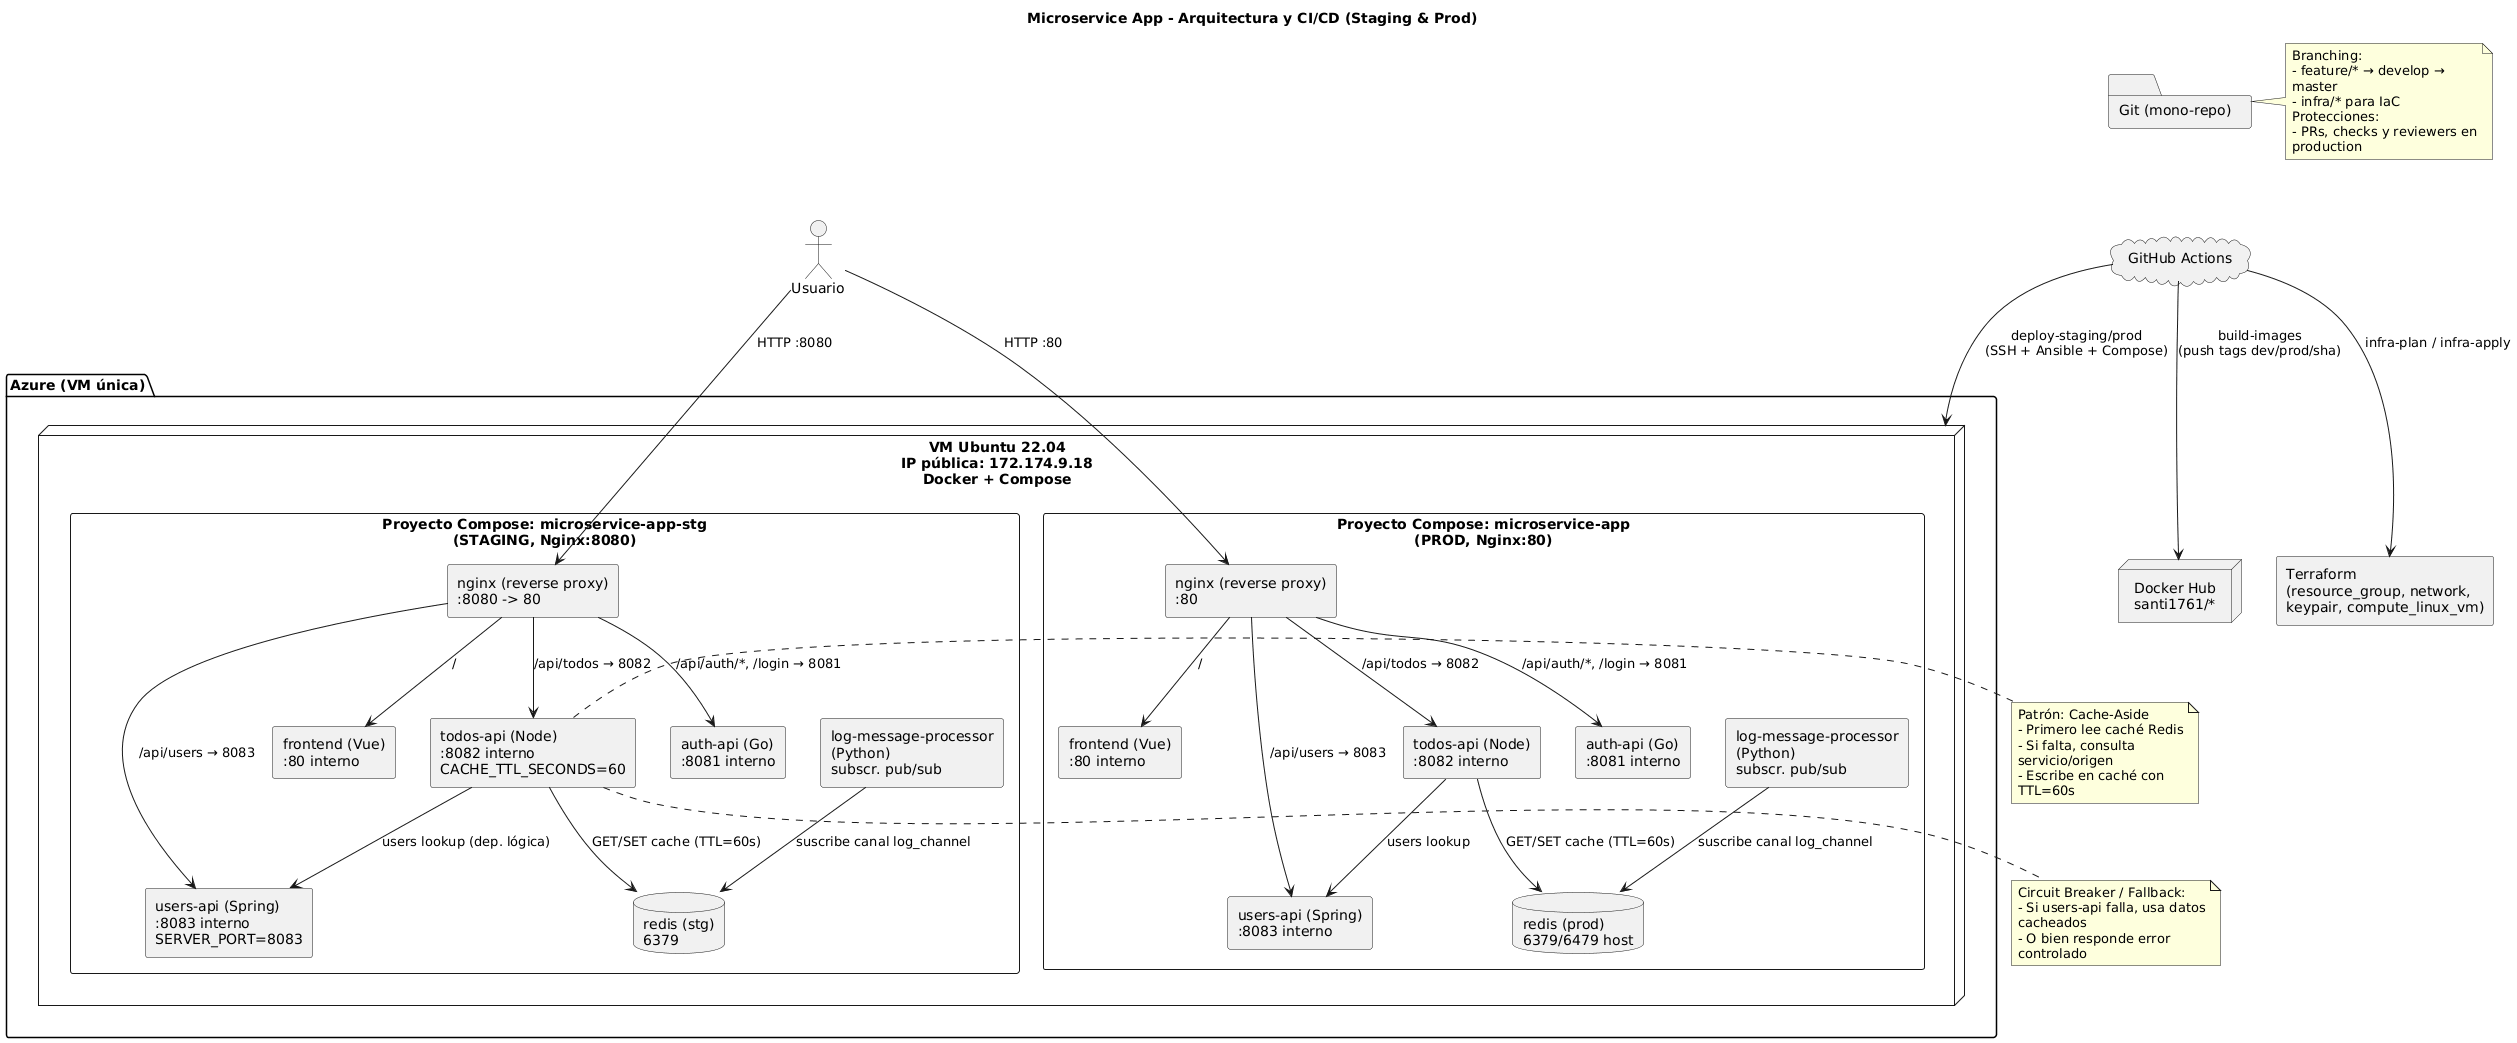 Microservice App - Arquitectura y CI/CD (Staging & Prod)
Git (mono-repo)
Branching:
- feature/* → develop →
master
- infra/* para IaC
Protecciones:
- PRs, checks y reviewers en
production
Usuario
GitHub Actions
HTTP :8080
HTTP :80
deploy-staging/prod
(SSH + Ansible + Compose)
build-images
(push tags dev/prod/sha)
infra-plan / infra-apply
Azure (VM única)
VM Ubuntu 22.04
IP pública: 172.174.9.18
Docker + Compose
Proyecto Compose: microservice-app-stg
(STAGING, Nginx:8080)
nginx (reverse proxy)
:8080 -> 80
/
/api/todos → 8082
/api/auth/*, /login → 8081
/api/users → 8083
frontend (Vue)
:80 interno
todos-api (Node)
:8082 interno
CACHE_TTL_SECONDS=60
auth-api (Go)
:8081 interno
log-message-processor
(Python)
subscr. pub/sub
users lookup (dep. lógica)
GET/SET cache (TTL=60s)
suscribe canal log_channel
users-api (Spring)
:8083 interno
SERVER_PORT=8083
redis (stg)
6379
Proyecto Compose: microservice-app
(PROD, Nginx:80)
nginx (reverse proxy)
:80
/
/api/todos → 8082
/api/auth/*, /login → 8081
/api/users → 8083
frontend (Vue)
:80 interno
todos-api (Node)
:8082 interno
auth-api (Go)
:8081 interno
log-message-processor
(Python)
subscr. pub/sub
users lookup
GET/SET cache (TTL=60s)
suscribe canal log_channel
users-api (Spring)
:8083 interno
redis (prod)
6379/6479 host
Docker Hub
santi1761/*
Terraform
(resource_group, network,
keypair, compute_linux_vm)
Patrón: Cache-Aside
- Primero lee caché Redis
- Si falta, consulta
servicio/origen
- Escribe en caché con
TTL=60s
Circuit Breaker / Fallback:
- Si users-api falla, usa datos
cacheados
- O bien responde error
controlado